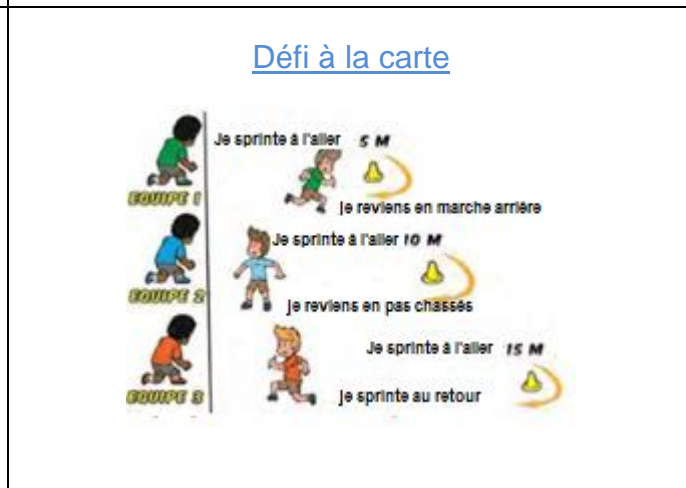 Défi à la carte
Je sprinte à l'aller 5 M
EQUIPE 1
je reviens en marche arrière
Je sprinte à l'aller 10 M
EQUIPE 2
je reviens en pas chassés
Je sprinte à l'aller 15 M
EQUIPE 3
je sprinte au retour